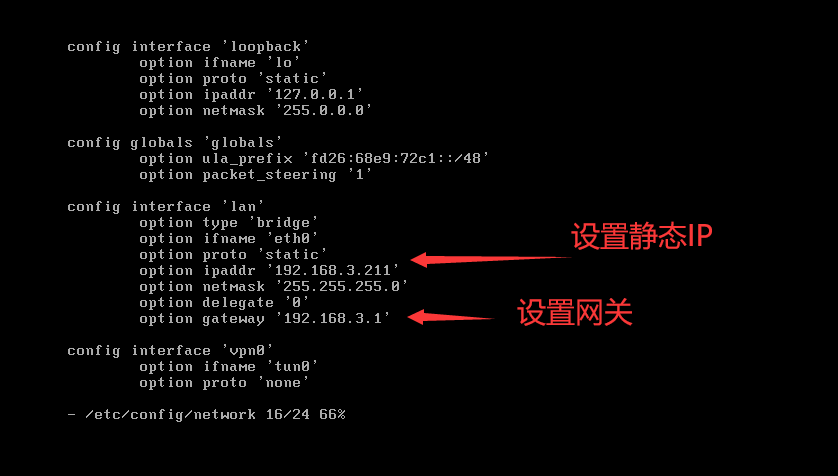 config interface 'loopback'
option ifname 'lo'
option proto 'static'
option ipaddr '127.0.0.1'
option netmask '255.0.0.0'
config globals 'globals'
option ula_prefix 'fd26:68e9:72c1::/48'
option packet_steering '1'
config interface 'lan'
option type 'bridge'
option ifname 'eth0'
option proto 'static'
设置静态IP
option ipaddr '192.168.3.211'
option netmask '255.255.255.0'
option delegate '0'
option gateway '192.168.3.1'
设置网关
config interface 'vpn0'
option ifname 'tun0'
option proto 'none'
- /etc/config/network 16/24 66%